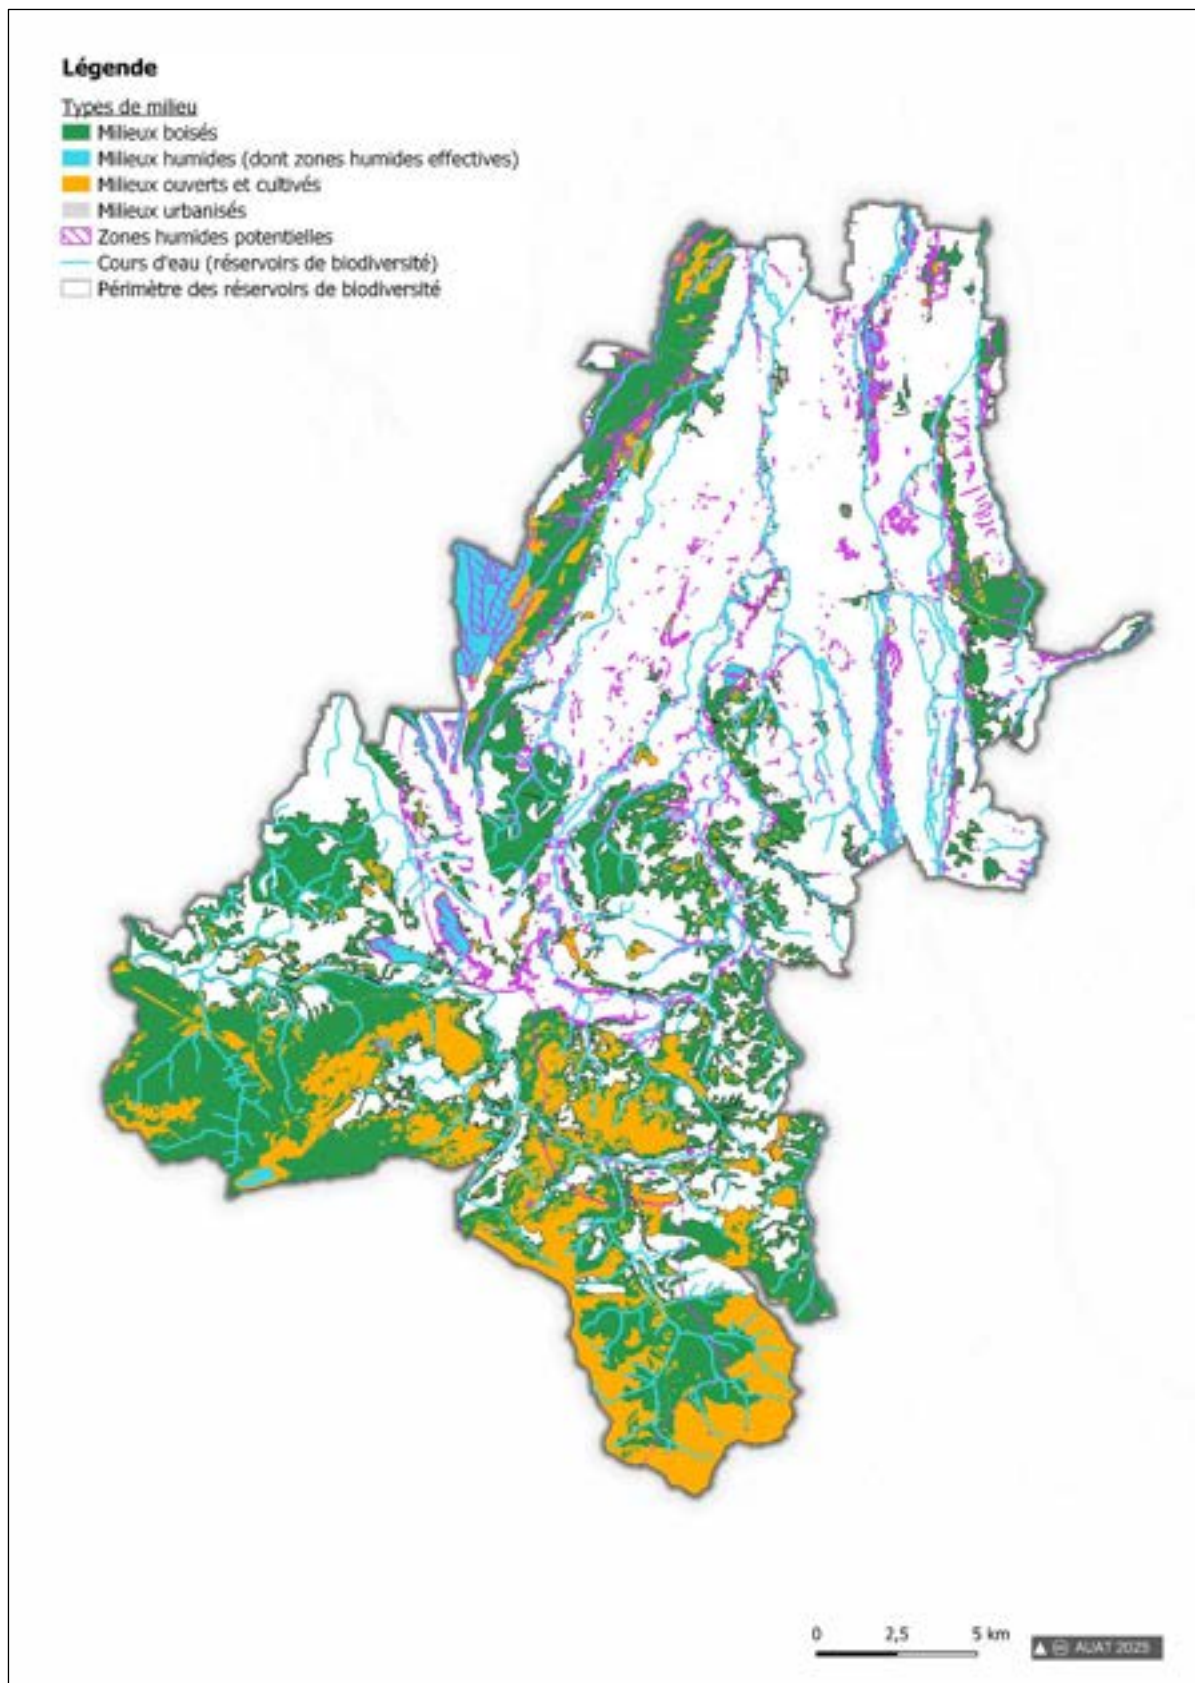 Légende
Types de milieu
Milieux boisés
Milieux humides (dont zones humides effectives)
Milieux ouverts et cultivés
Milieux urbanisés
Zones humides potentielles
Cours d'eau (réservoirs de biodiversité)
Périmètre des réservoirs de biodiversité
0 2,5 5 km
AUAT 2025